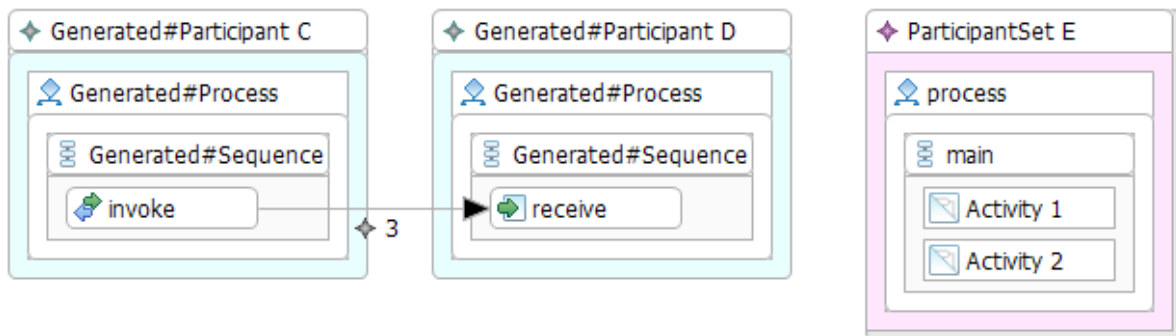 Generated#Participant C
Generated#Process
Generated#Sequence
invoke
3
Generated#Participant D
Generated#Process
Generated#Sequence
receive
ParticipantSet E
process
main
Activity 1
Activity 2